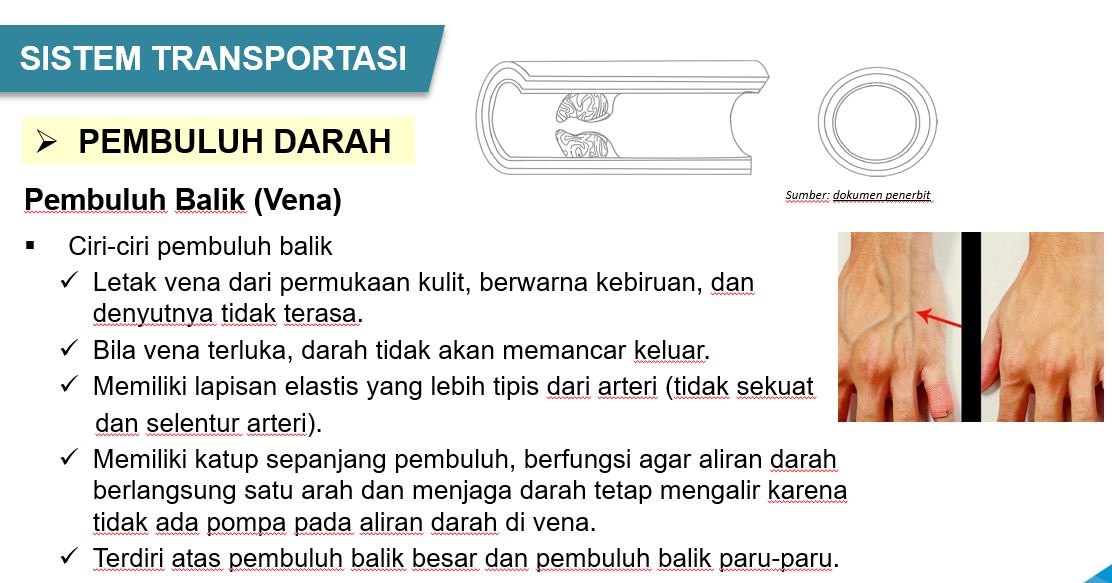 SISTEM TRANSPORTASI
➢ PEMBULUH DARAH
Sumber: dokumen penerbit
Pembuluh Balik (Vena)
▪ Ciri-ciri pembuluh balik
✓ Letak vena dari permukaan kulit, berwarna kebiruan, dan
denyutnya tidak terasa.
✓ Bila vena terluka, darah tidak akan memancar keluar.
✓ Memiliki lapisan elastis yang lebih tipis dari arteri (tidak sekuat
dan selentur arteri).
✓ Memiliki katup sepanjang pembuluh, berfungsi agar aliran darah
berlangsung satu arah dan menjaga darah tetap mengalir karena
tidak ada pompa pada aliran darah di vena.
✓ Terdiri atas pembuluh balik besar dan pembuluh balik paru-paru.